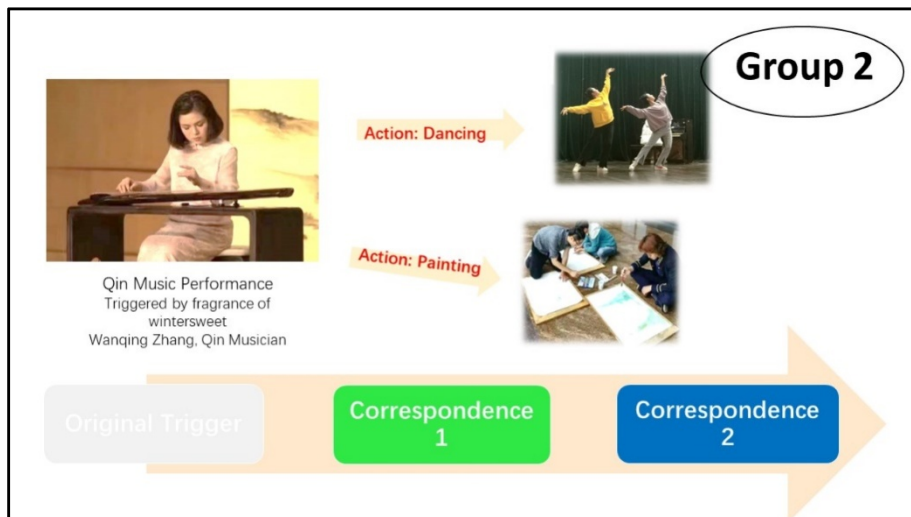 Group 2
Action: Dancing
Action: Painting
Qin Music Performance
Triggered by fragrance of
wintersweet
Wanqing Zhang, Qin Musician
Original Trigger
Correspondence
1
Correspondence
2